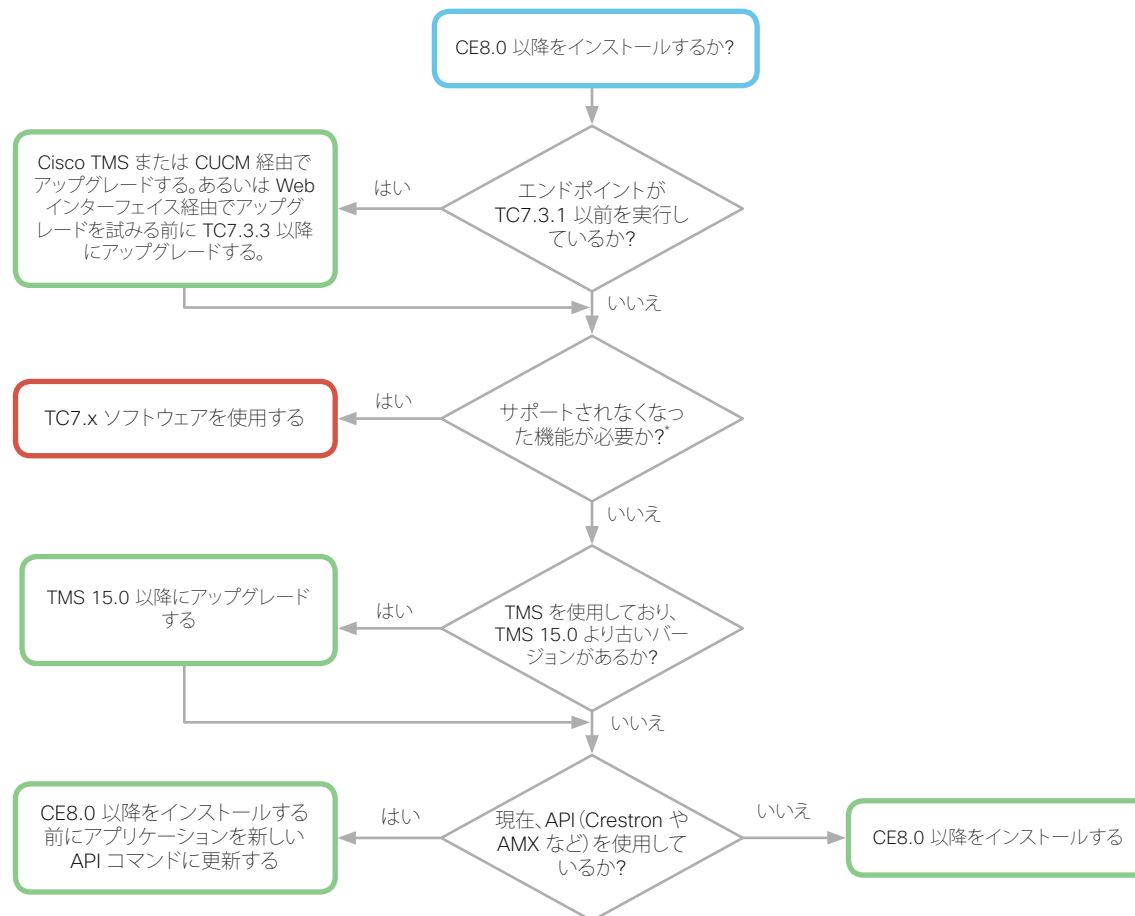 CE8.0 以降をインストールするか?
Cisco TMS または CUCM 経由で
アップグレードする。あるいは Web
インターフェイス経由でアップグ
レードを試みる前に TC7.3.3 以降
にアップグレードする。
はい
エンドポイントが
TC7.3.1 以前を実行し
ているか?
いいえ
TC7.x ソフトウェアを使用する
はい
サポートされなくなっ
た機能が必要か?*
いいえ
TMS 15.0 以降にアップグレード
する
はい
TMS を使用しており、
TMS 15.0 より古いバー
ジョンがあるか?
いいえ
CE8.0 以降をインストールする
前にアプリケーションを新しい
API コマンドに更新する
はい
現在、API（Crestron や
AMX など）を使用して
いるか?
いいえ
CE8.0 以降をインストールする